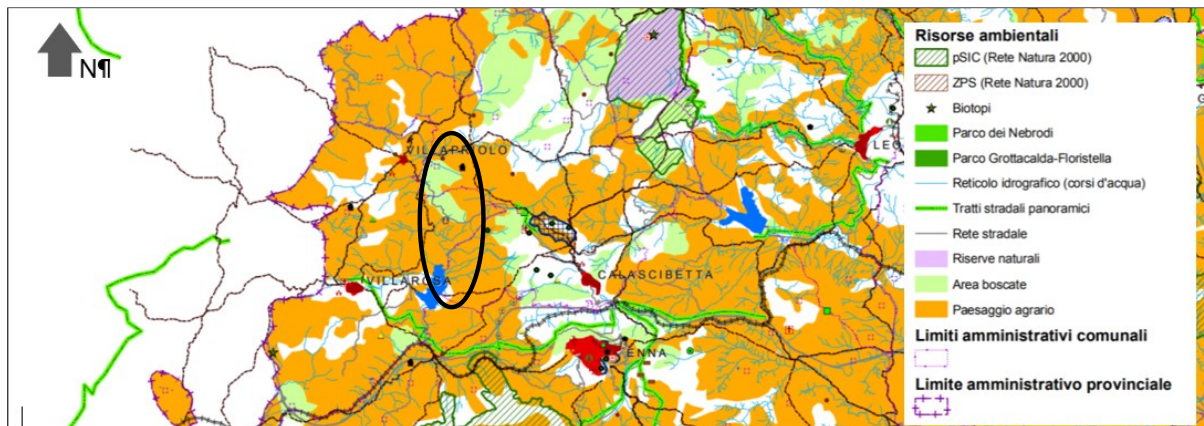 N¶
VILLAPRIOLO
VILLAROSA
CALASCIBETTA
ENNA
LEO
Risorse ambientali
pSIC (Rete Natura 2000)
ZPS (Rete Natura 2000)
Biotopi
Parco dei Nebrodi
Parco Grottacalda-Floristella
Reticolo idrografico (corsi d'acqua)
Tratti stradali panoramici
Rete stradale
Riserve naturali
Area boscate
Paesaggio agrario
Limiti amministrativi comunali
Limite amministrativo provinciale